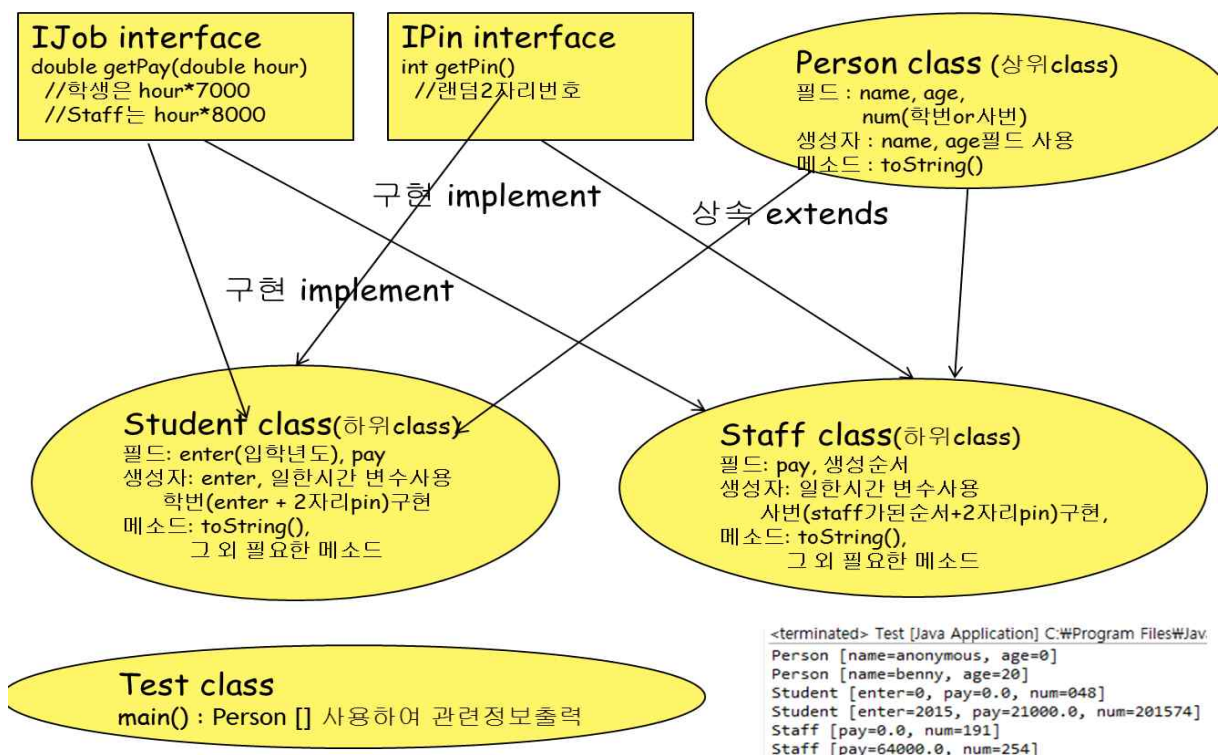 IJob interface
double getPay(double hour)
//학생은 hour*7000
//Staff는 hour*8000
IPin interface
int getPin()
//랜덤2자리번호
Person class (상위class)
필드 : name, age,
num(학번or사번)
생성자 : name, age필드 사용
메소드 : toString()
구현 implement
상속 extends
구현 implement
Student class(하위class)
필드: enter(입학년도), pay
생성자: enter, 일한시간 변수사용
학번(enter + 2자리pin)구현
메소드: toString(),
그 외 필요한 메소드
Staff class(하위class)
필드: pay, 생성순서
생성자: 일한시간 변수사용
사번(staff가된순서+2자리pin)구현,
메소드: toString(),
그 외 필요한 메소드
Test class
main() : Person [] 사용하여 관련정보출력
<terminated> Test [Java Application] C:₩Program Files₩Jav
Person [name=anonymous, age=0]
Person [name=benny, age=20]
Student [enter=0, pay=0.0, num=048]
Student [enter=2015, pay=21000.0, num=201574]
Staff [pay=0.0, num=191]
Staff [pay=64000.0, num=254]